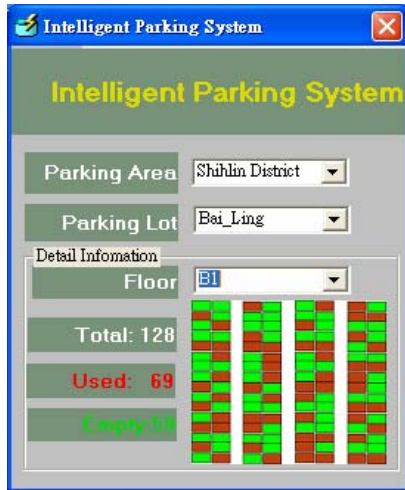 Intelligent Parking System
Intelligent Parking System
Parking Area Shihlin District
Parking Lot Bai_Ling
Detail Infomation
Floor B1
Total: 128
Used: 69
Empty:59